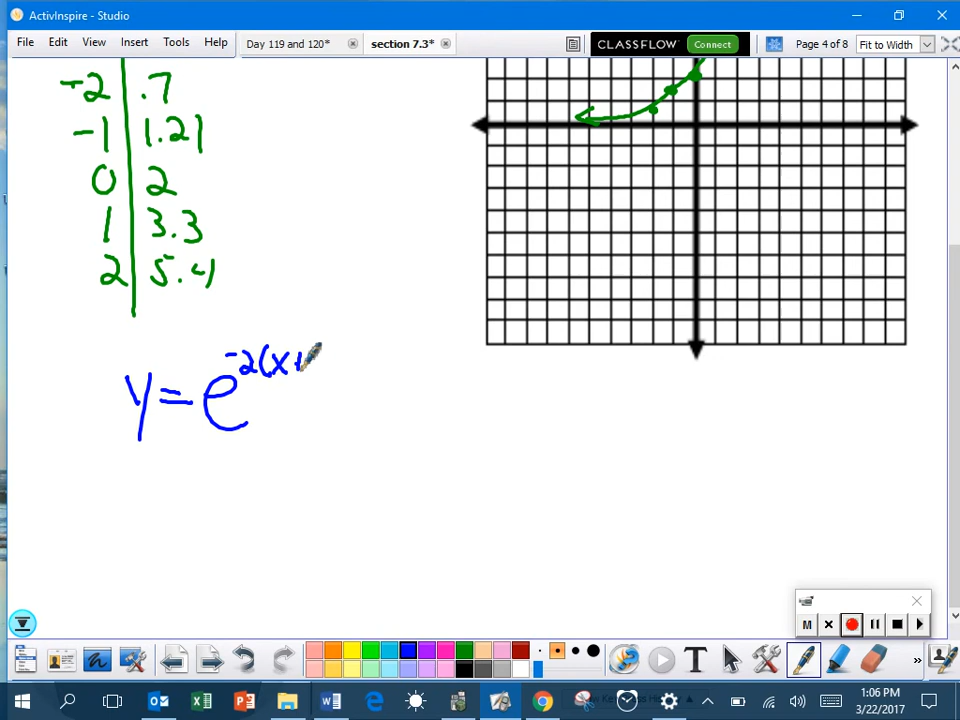 ActivInspire - Studio
File Edit View Insert Tools Help Day 119 and 120* section 7.3* CLASSFLOW Connect Page 4 of 8 Fit to Width
-2 .7
-1 1.21
0 2
1 3.3
2 5.4
y=e^-2(x+
M
T
»
1:06 PM
3/22/2017